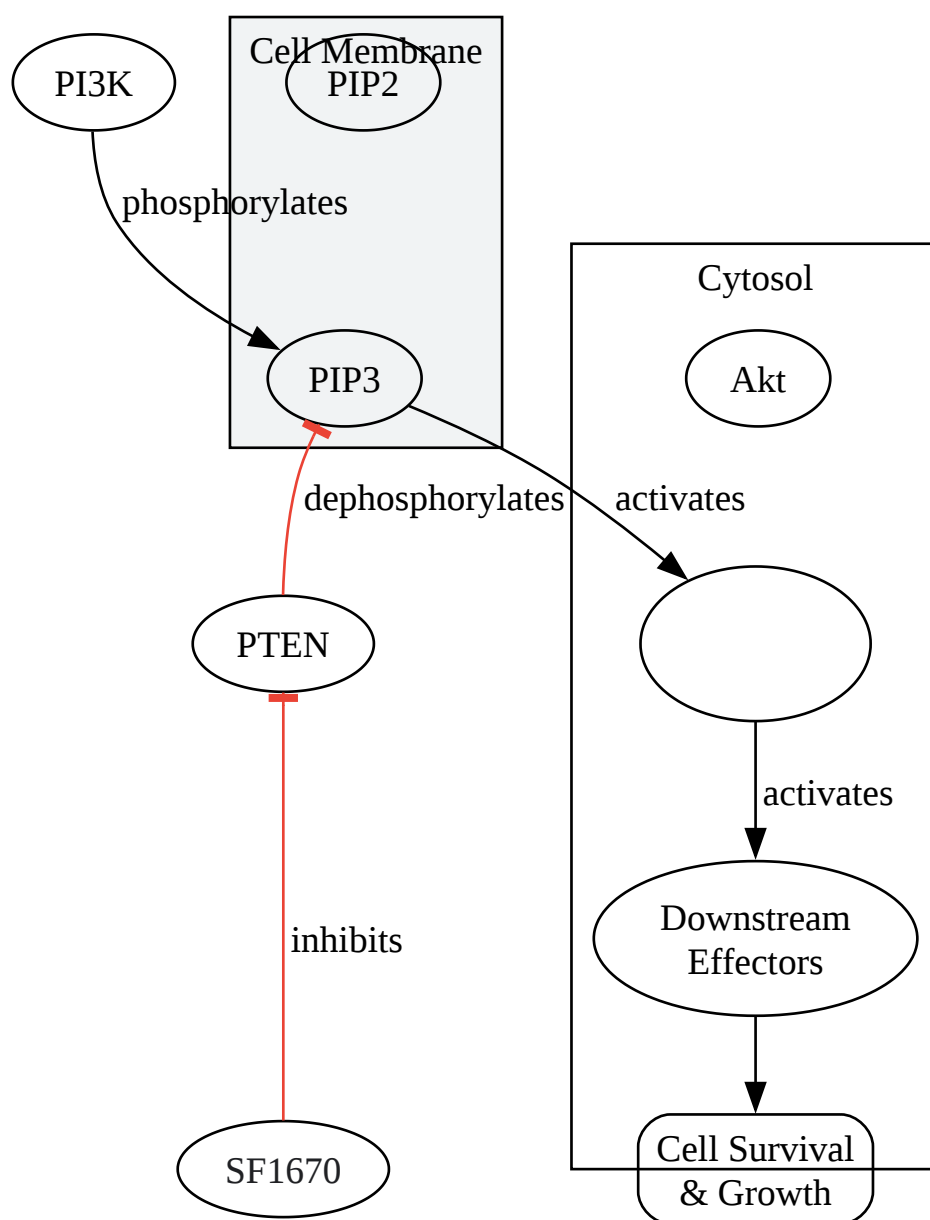 Cell Membrane
PI3K
PIP2
phosphorylates
Cytosol
PIP3
Akt
dephosphorylates
activates
PTEN
activates
Downstream
Effectors
inhibits
Cell Survival
& Growth
SF1670